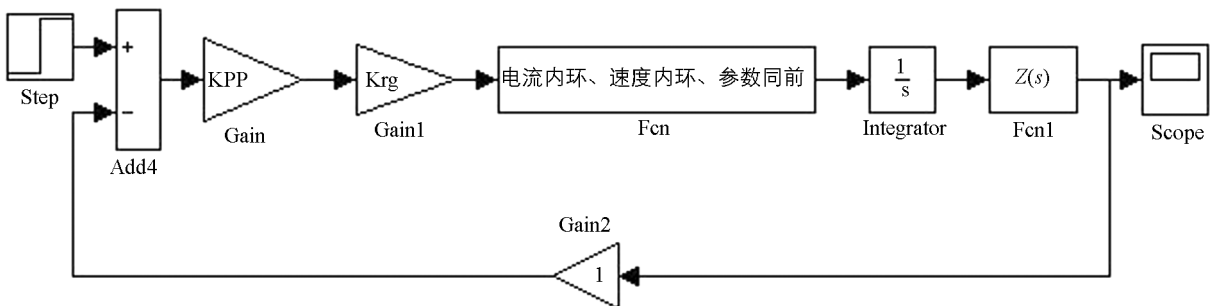 Step
+
−
Add4
KPP
Gain
Krg
Gain1
电流内环、速度内环、参数同前
Fcn
1
s
Integrator
Z(s)
Fcn1
Scope
Gain2
1